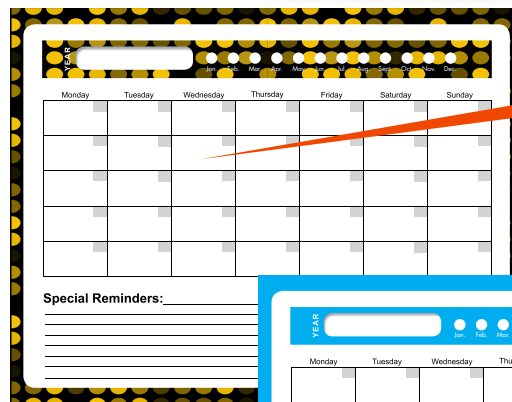 YEAR
Jan. Feb. Mar. Apr. May. Jun. Jul. Aug. Sept. Oct. Nov. Dec.
Monday Tuesday Wednesday Thursday Friday Saturday Sunday
Special Reminders:
YEAR
Jan. Feb. Mar.
Monday Tuesday Wednesday Thu